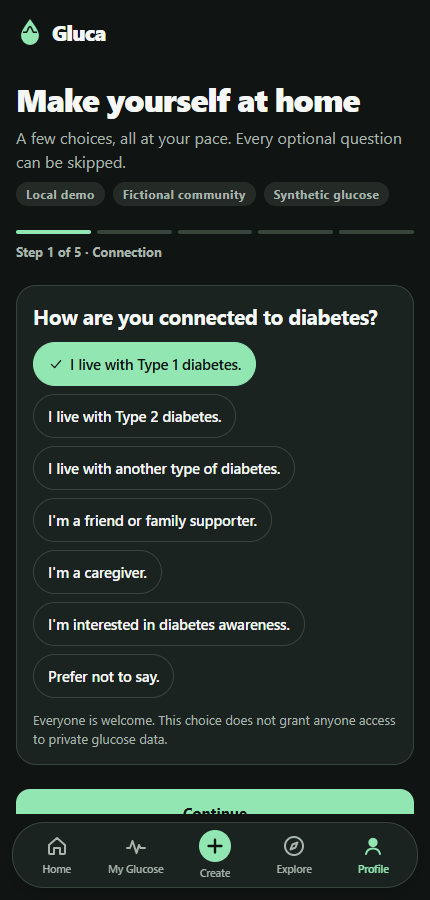 Gluca
Make yourself at home
A few choices, all at your pace. Every optional question
can be skipped.
Local demo
Fictional community
Synthetic glucose
Step 1 of 5 · Connection
How are you connected to diabetes?
I live with Type 1 diabetes.
I live with Type 2 diabetes.
I live with another type of diabetes.
I'm a friend or family supporter.
I'm a caregiver.
I'm interested in diabetes awareness.
Prefer not to say.
Everyone is welcome. This choice does not grant anyone access
to private glucose data.
Continue
Home
My Glucose
Create
Explore
Profile